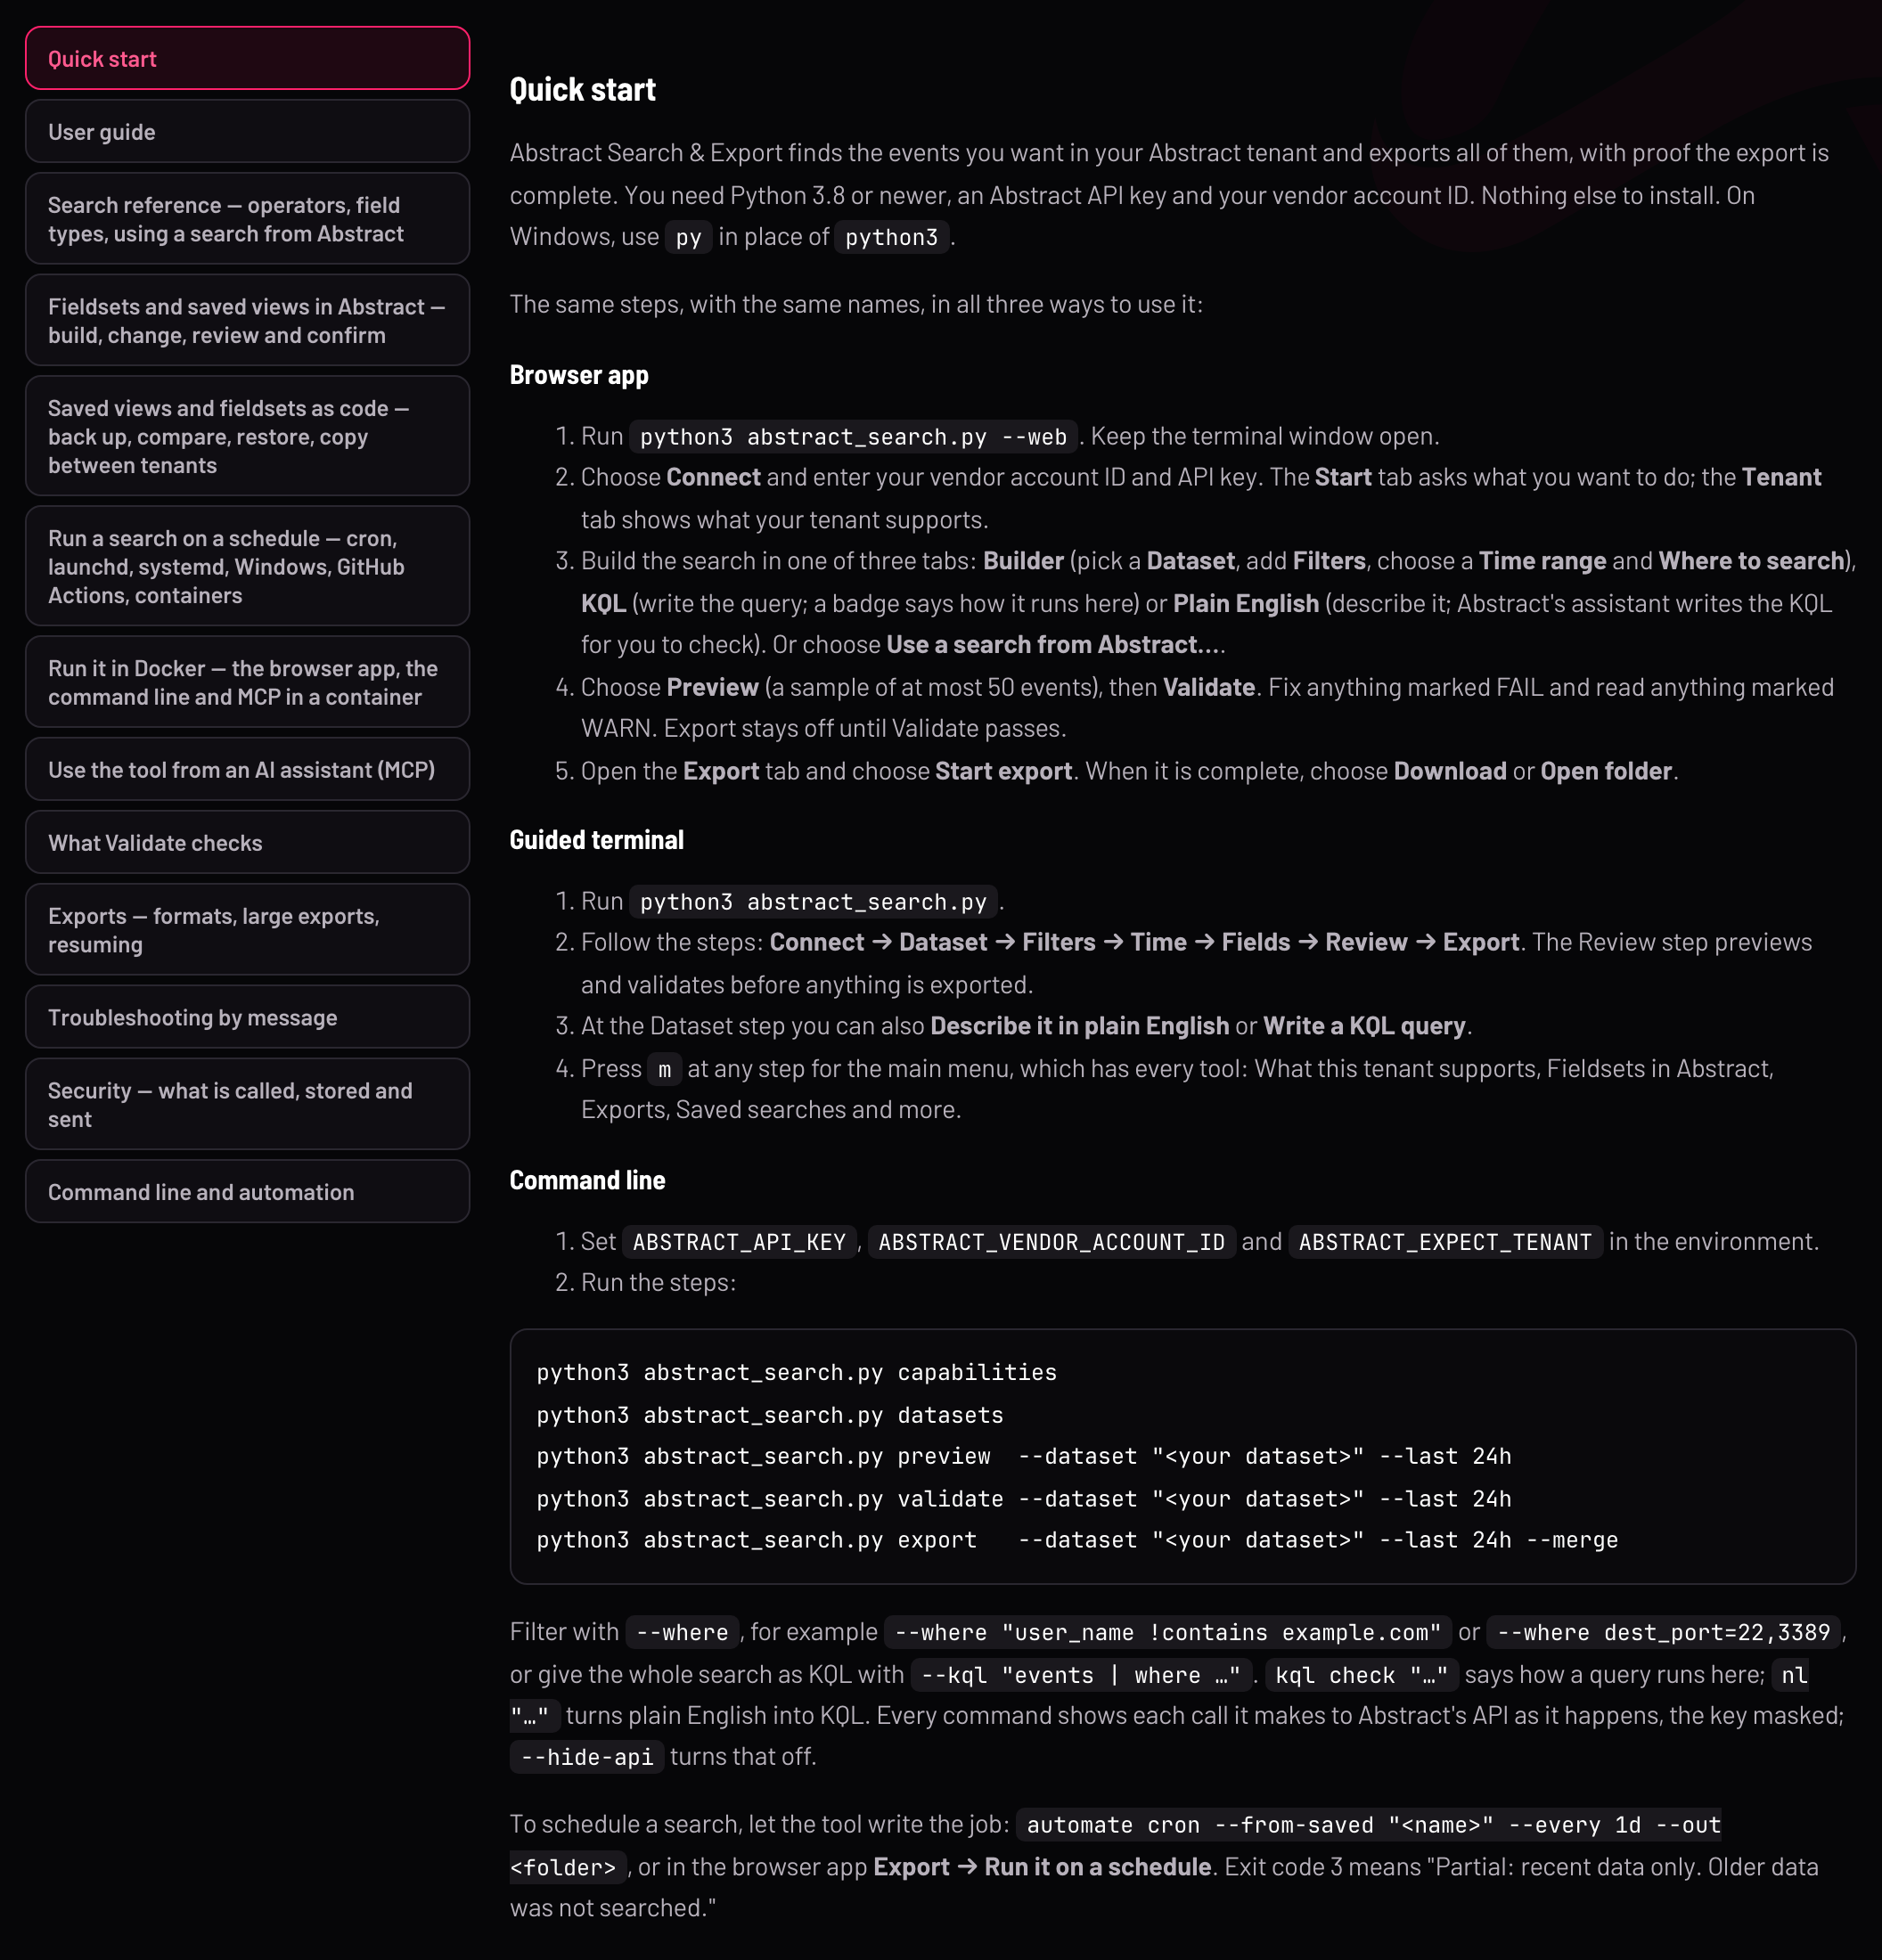 Quick start
User guide
Search reference — operators, field
types, using a search from Abstract
Fieldsets and saved views in Abstract —
build, change, review and confirm
Saved views and fieldsets as code —
back up, compare, restore, copy
between tenants
Run a search on a schedule — cron,
launchd, systemd, Windows, GitHub
Actions, containers
Run it in Docker — the browser app, the
command line and MCP in a container
Use the tool from an AI assistant (MCP)
What Validate checks
Exports — formats, large exports,
resuming
Troubleshooting by message
Security — what is called, stored and
sent
Command line and automation
Quick start
Abstract Search & Export finds the events you want in your Abstract tenant and exports all of them, with proof the export is
complete. You need Python 3.8 or newer, an Abstract API key and your vendor account ID. Nothing else to install. On
Windows, use py in place of python3.
The same steps, with the same names, in all three ways to use it:
Browser app
1. Run python3 abstract_search.py --web. Keep the terminal window open.
2. Choose Connect and enter your vendor account ID and API key. The Start tab asks what you want to do; the Tenant
tab shows what your tenant supports.
3. Build the search in one of three tabs: Builder (pick a Dataset, add Filters, choose a Time range and Where to search),
KQL (write the query; a badge says how it runs here) or Plain English (describe it; Abstract's assistant writes the KQL
for you to check). Or choose Use a search from Abstract….
4. Choose Preview (a sample of at most 50 events), then Validate. Fix anything marked FAIL and read anything marked
WARN. Export stays off until Validate passes.
5. Open the Export tab and choose Start export. When it is complete, choose Download or Open folder.
Guided terminal
1. Run python3 abstract_search.py.
2. Follow the steps: Connect → Dataset → Filters → Time → Fields → Review → Export. The Review step previews
and validates before anything is exported.
3. At the Dataset step you can also Describe it in plain English or Write a KQL query.
4. Press m at any step for the main menu, which has every tool: What this tenant supports, Fieldsets in Abstract,
Exports, Saved searches and more.
Command line
1. Set ABSTRACT_API_KEY, ABSTRACT_VENDOR_ACCOUNT_ID and ABSTRACT_EXPECT_TENANT in the environment.
2. Run the steps:
python3 abstract_search.py capabilities
python3 abstract_search.py datasets
python3 abstract_search.py preview  --dataset "<your dataset>" --last 24h
python3 abstract_search.py validate --dataset "<your dataset>" --last 24h
python3 abstract_search.py export   --dataset "<your dataset>" --last 24h --merge
Filter with --where, for example --where "user_name !contains example.com" or --where dest_port=22,3389,
or give the whole search as KQL with --kql "events | where …". kql check "…" says how a query runs here; nl
"…" turns plain English into KQL. Every command shows each call it makes to Abstract's API as it happens, the key masked;
--hide-api turns that off.
To schedule a search, let the tool write the job: automate cron --from-saved "<name>" --every 1d --out
<folder>, or in the browser app Export → Run it on a schedule. Exit code 3 means "Partial: recent data only. Older data
was not searched."